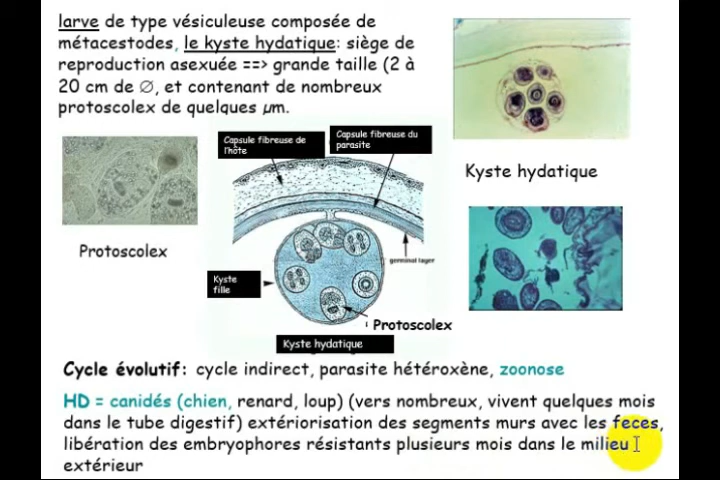 larve de type vésiculeuse composée de
métacestodes, le kyste hydatique: siège de
reproduction asexuée ==> grande taille (2 à
20 cm de ∅, et contenant de nombreux
protoscolex de quelques µm.
Capsule fibreuse de
l'hôte
Capsule fibreuse du
parasite
Kyste hydatique
Protoscolex
germinal layer
Kyste
fille
Protoscolex
Kyste hydatique
Cycle évolutif: cycle indirect, parasite hétéroxène, zoonose
HD = canidés (chien, renard, loup) (vers nombreux, vivent quelques mois
dans le tube digestif) extériorisation des segments murs avec les feces,
libération des embryophores résistants plusieurs mois dans le milieu
extérieur